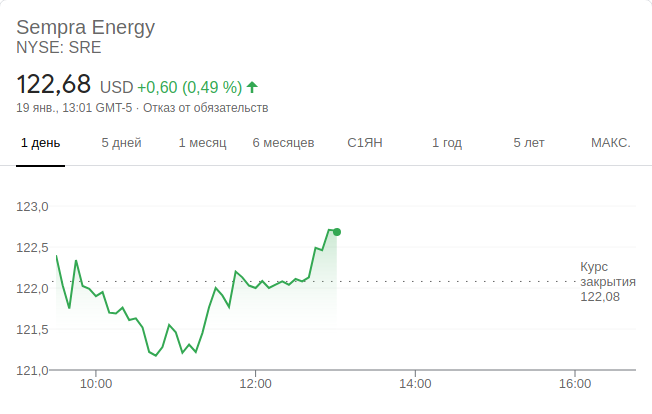 Sempra Energy
NYSE: SRE
122,68 USD +0,60 (0,49 %)
19 янв., 13:01 GMT-5 · Отказ от обязательств
1 день 5 дней 1 месяц 6 месяцев С1ЯН 1 год 5 лет МАКС.
123,0
122,5
Курс
закрытия
122,08
122,0
121,5
121,0
10:00 12:00 14:00 16:00